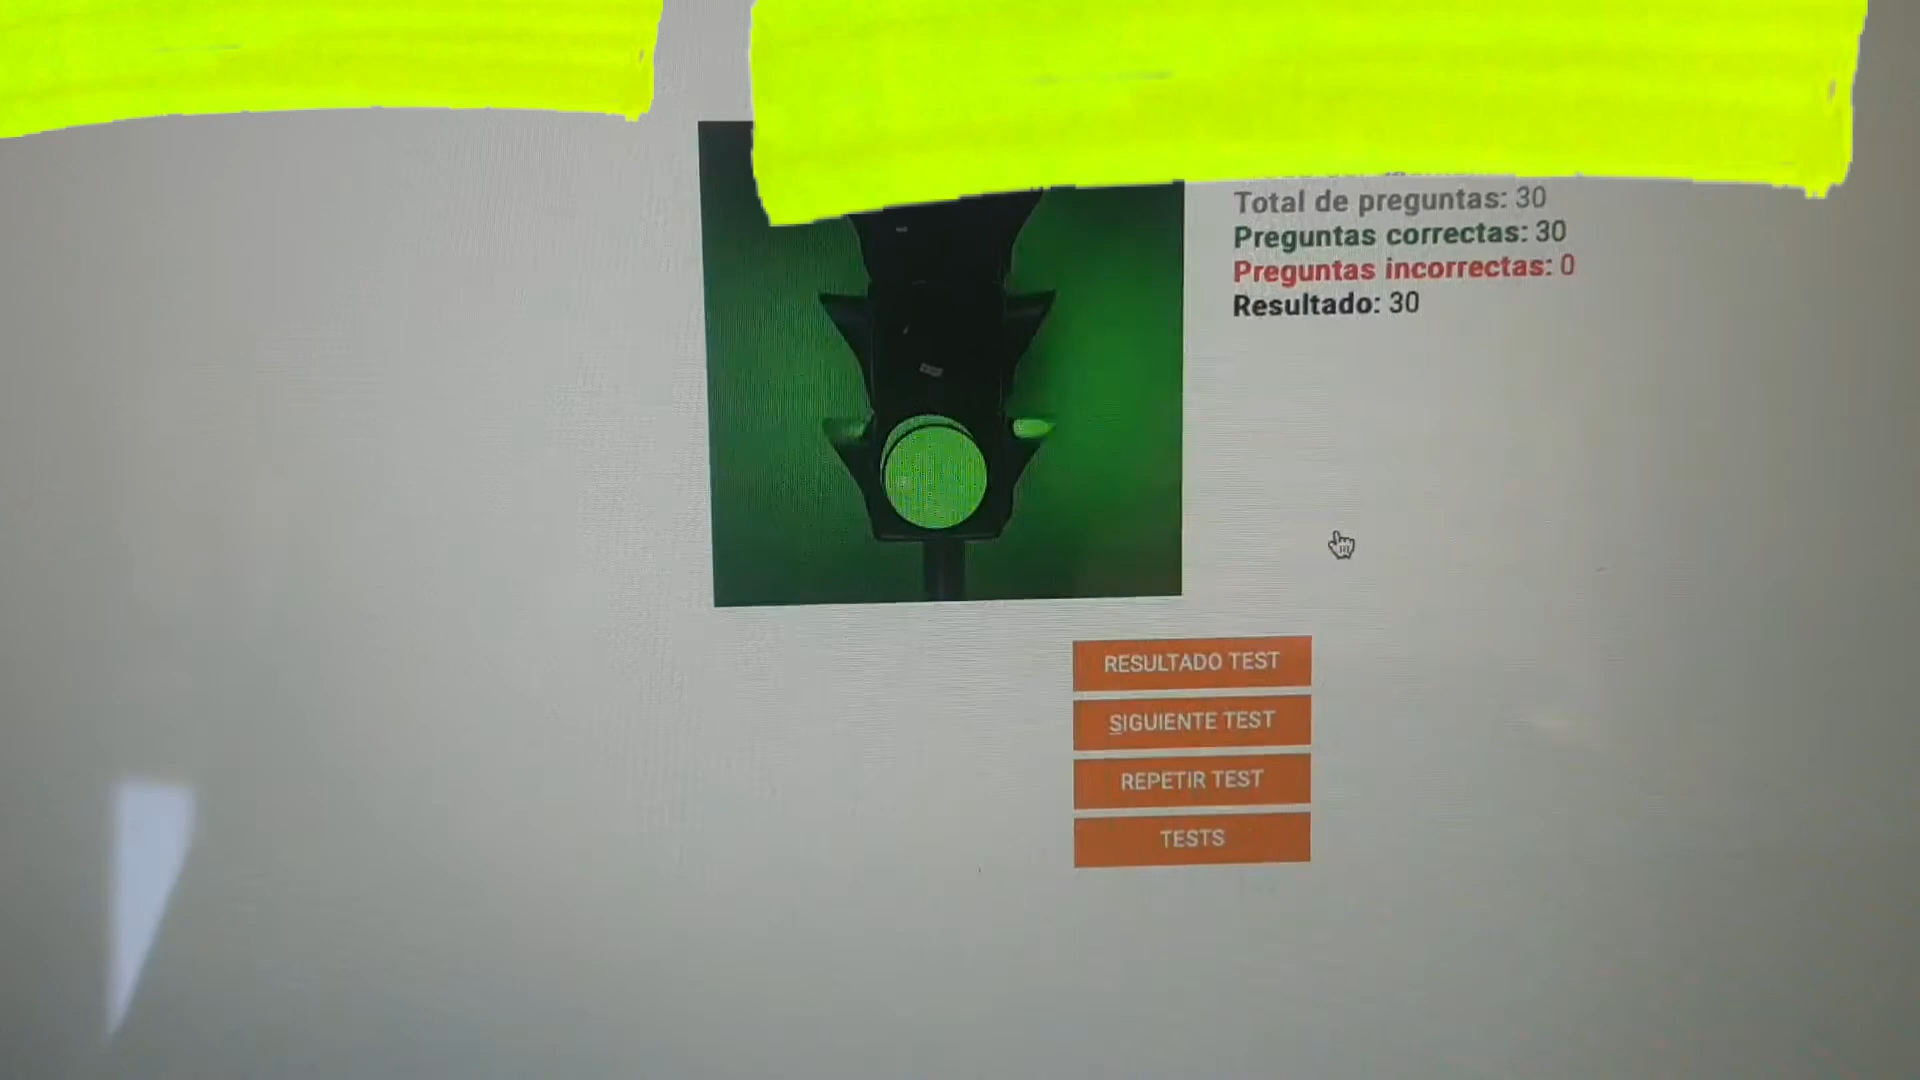 Total de preguntas: 30
Preguntas correctas: 30
Preguntas incorrectas: 0
Resultado: 30
RESULTADO TEST
SIGUIENTE TEST
REPETIR TEST
TESTS